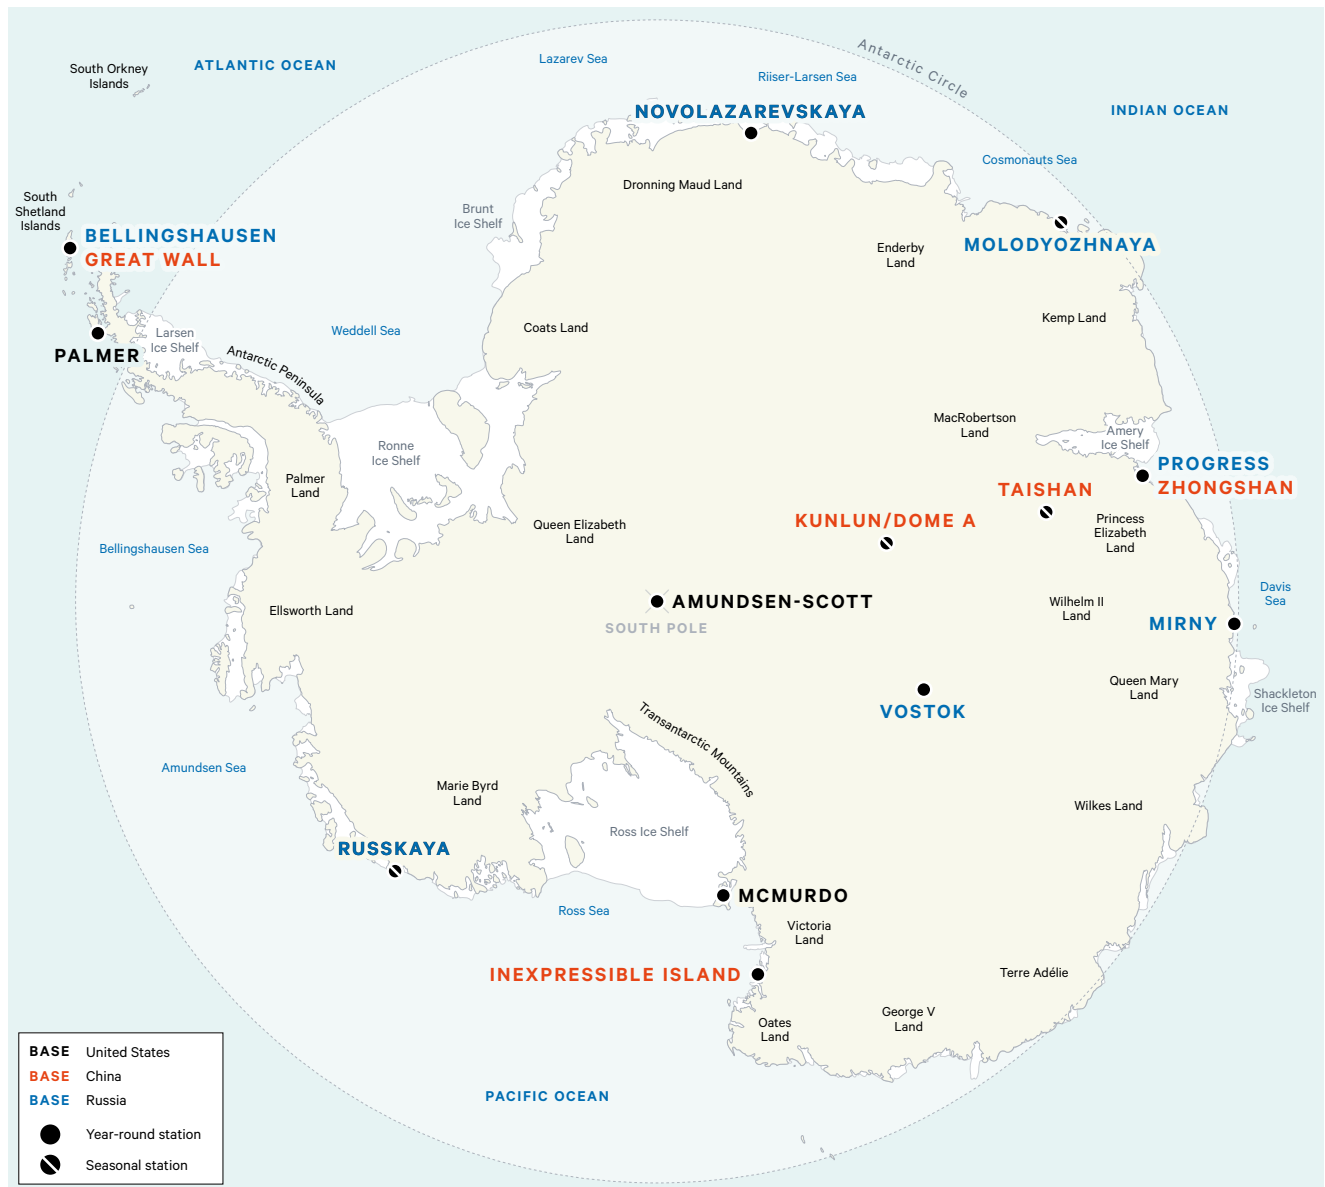 Antarctic Circle
Lazarev Sea
ATLANTIC OCEAN
South Orkney
Islands
Riiser-Larsen Sea
NOVOLAZAREVSKAYA
INDIAN OCEAN
Cosmonauts Sea
Dronning Maud Land
South
Shetland
Islands
Brunt
Ice Shelf
BELLINGSHAUSEN
GREAT WALL
MOLODYOZHNAYA
Enderby
Land
Kemp Land
Coats Land
Weddell Sea
Larsen
Ice Shelf
PALMER
Antarctic Peninsula
MacRobertson
Land
Amery
Ice Shelf
Ronne
Ice Shelf
PROGRESS
ZHONGSHAN
Palmer
Land
TAISHAN
KUNLUN/DOME A
Queen Elizabeth
Land
Princess
Elizabeth
Land
Bellingshausen Sea
Davis
Sea
AMUNDSEN-SCOTT
SOUTH POLE
Ellsworth Land
Wilhelm II
Land
MIRNY
Queen Mary
Land
Shackleton
Ice Shelf
VOSTOK
Transantarctic Mountains
Amundsen Sea
Marie Byrd
Land
Wilkes Land
Ross Ice Shelf
RUSSKAYA
MCMURDO
Ross Sea
Victoria
Land
INEXPRESSIBLE ISLAND
Terre Adélie
George V
Land
Oates
Land
PACIFIC OCEAN
BASE United States
BASE China
BASE Russia
Year-round station
Seasonal station